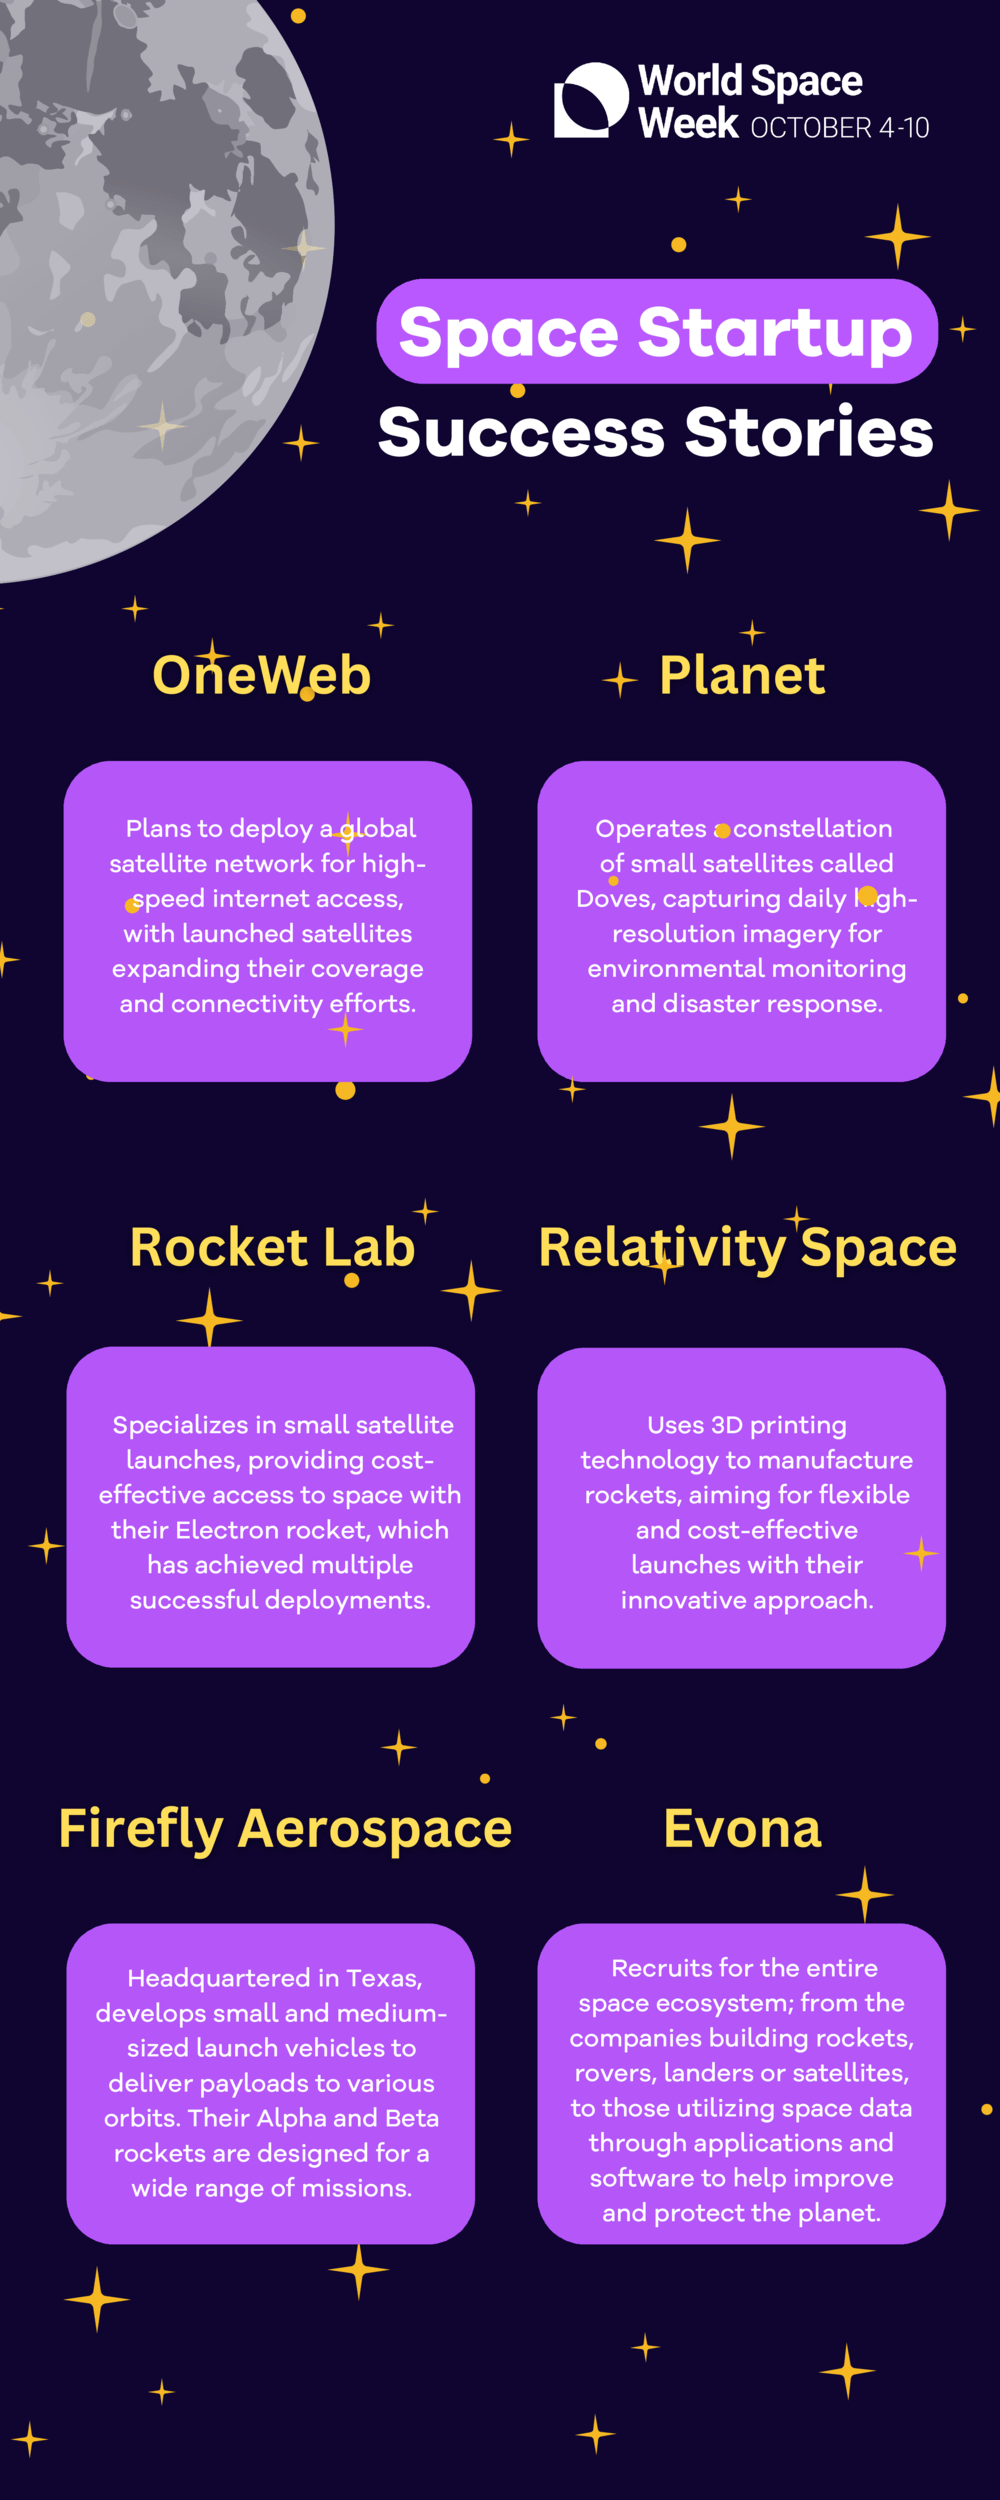 World Space
Week OCTOBER 4-10
Space Startup
Success Stories
OneWeb
Plans to deploy a global
satellite network for high-
speed internet access,
with launched satellites
expanding their coverage
and connectivity efforts.
Planet
Operates a constellation
of small satellites called
Doves, capturing daily high-
resolution imagery for
environmental monitoring
and disaster response.
Rocket Lab
Specializes in small satellite
launches, providing cost-
effective access to space with
their Electron rocket, which
has achieved multiple
successful deployments.
Relativity Space
Uses 3D printing
technology to manufacture
rockets, aiming for flexible
and cost-effective
launches with their
innovative approach.
Firefly Aerospace
Headquartered in Texas,
develops small and medium-
sized launch vehicles to
deliver payloads to various
orbits. Their Alpha and Beta
rockets are designed for a
wide range of missions.
Evona
Recruits for the entire
space ecosystem; from the
companies building rockets,
rovers, landers or satellites,
to those utilizing space data
through applications and
software to help improve
and protect the planet.